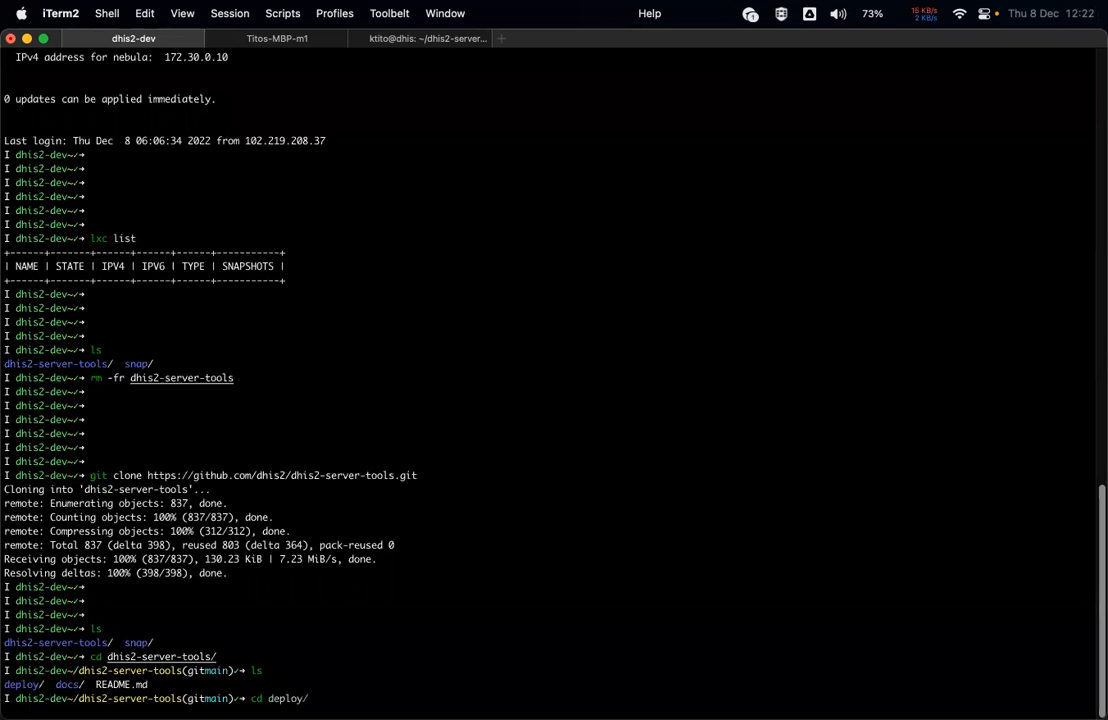 iTerm2 Shell Edit View Session Scripts Profiles Toolbelt Window Help 73% 15 KB/s 2 KB/s Thu 8 Dec 12:22
dhis2-dev Titos-MBP-m1 ktito@dhis: ~/dhis2-server...
IPv4 address for nebula: 172.30.0.10
0 updates can be applied immediately.
Last login: Thu Dec 8 06:06:34 2022 from 102.219.208.37
I dhis2-dev~✓➜
I dhis2-dev~✓➜
I dhis2-dev~✓➜
I dhis2-dev~✓➜
I dhis2-dev~✓➜
I dhis2-dev~✓➜
I dhis2-dev~✓➜ lxc list
+------+-------+------+------+------+-----------+
| NAME | STATE | IPV4 | IPV6 | TYPE | SNAPSHOTS |
+------+-------+------+------+------+-----------+
I dhis2-dev~✓➜
I dhis2-dev~✓➜
I dhis2-dev~✓➜
I dhis2-dev~✓➜
I dhis2-dev~✓➜ ls
dhis2-server-tools/ snap/
I dhis2-dev~✓➜ rm -fr dhis2-server-tools
I dhis2-dev~✓➜
I dhis2-dev~✓➜
I dhis2-dev~✓➜
I dhis2-dev~✓➜
I dhis2-dev~✓➜
I dhis2-dev~✓➜
I dhis2-dev~✓➜ git clone https://github.com/dhis2/dhis2-server-tools.git
Cloning into 'dhis2-server-tools'...
remote: Enumerating objects: 837, done.
remote: Counting objects: 100% (837/837), done.
remote: Compressing objects: 100% (312/312), done.
remote: Total 837 (delta 398), reused 803 (delta 364), pack-reused 0
Receiving objects: 100% (837/837), 130.23 KiB | 7.23 MiB/s, done.
Resolving deltas: 100% (398/398), done.
I dhis2-dev~✓➜
I dhis2-dev~✓➜
I dhis2-dev~✓➜
I dhis2-dev~✓➜ ls
dhis2-server-tools/ snap/
I dhis2-dev~✓➜ cd dhis2-server-tools/
I dhis2-dev~/dhis2-server-tools(gitmain)✓➜ ls
deploy/ docs/ README.md
I dhis2-dev~/dhis2-server-tools(gitmain)✓➜ cd deploy/